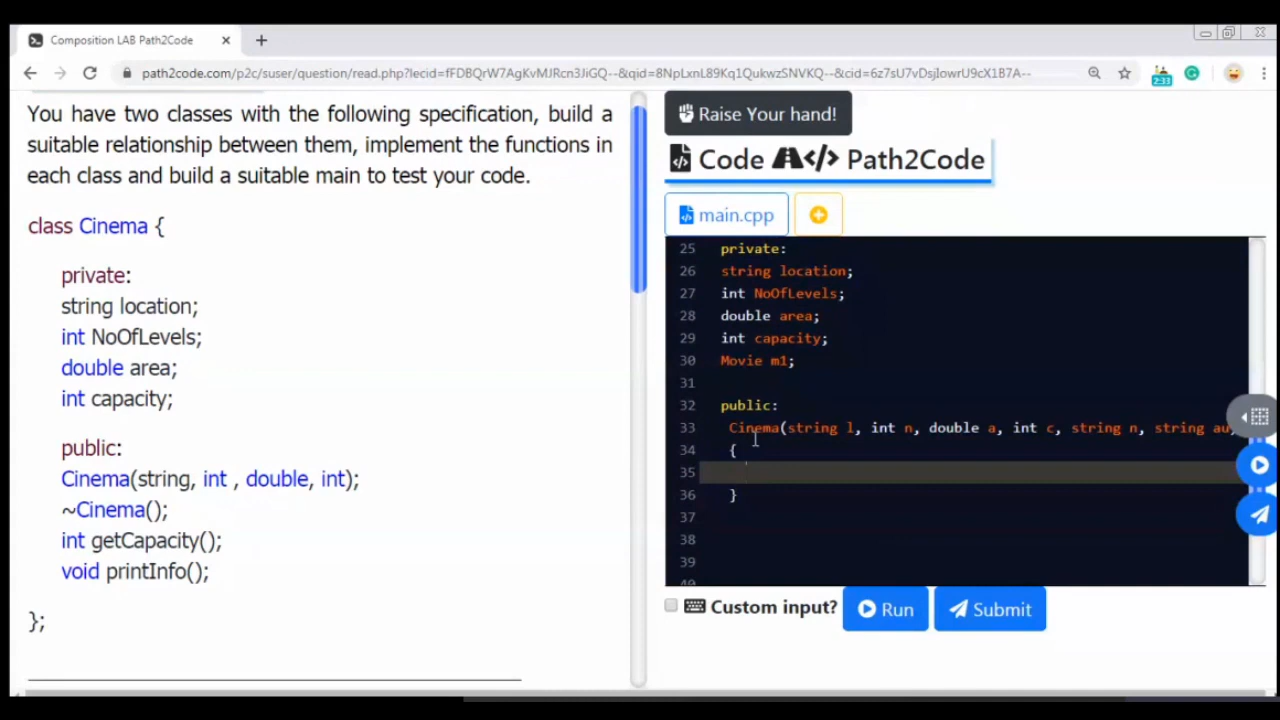 Composition LAB Path2Code
path2code.com/p2c/suser/question/read.php?lecid=fFDBQrW7AgKvMJRcn3JiGQ--&qid=8NpLxnL89Kq1QukwzSNVKQ--&cid=6z7sU7vDsjIowrU9cX1B7A--
2:33
You have two classes with the following specification, build a
suitable relationship between them, implement the functions in
each class and build a suitable main to test your code.
class Cinema {
private:
string location;
int NoOfLevels;
double area;
int capacity;
public:
Cinema(string, int , double, int);
~Cinema();
int getCapacity();
void printInfo();
};
Raise Your hand!
Code </> Path2Code
main.cpp
25 private:
26 string location;
27 int NoOfLevels;
28 double area;
29 int capacity;
30 Movie m1;
31
32 public:
33 Cinema(string l, int n, double a, int c, string n, string au
34 {
35
36 }
37
38
39
40
Custom input? Run Submit